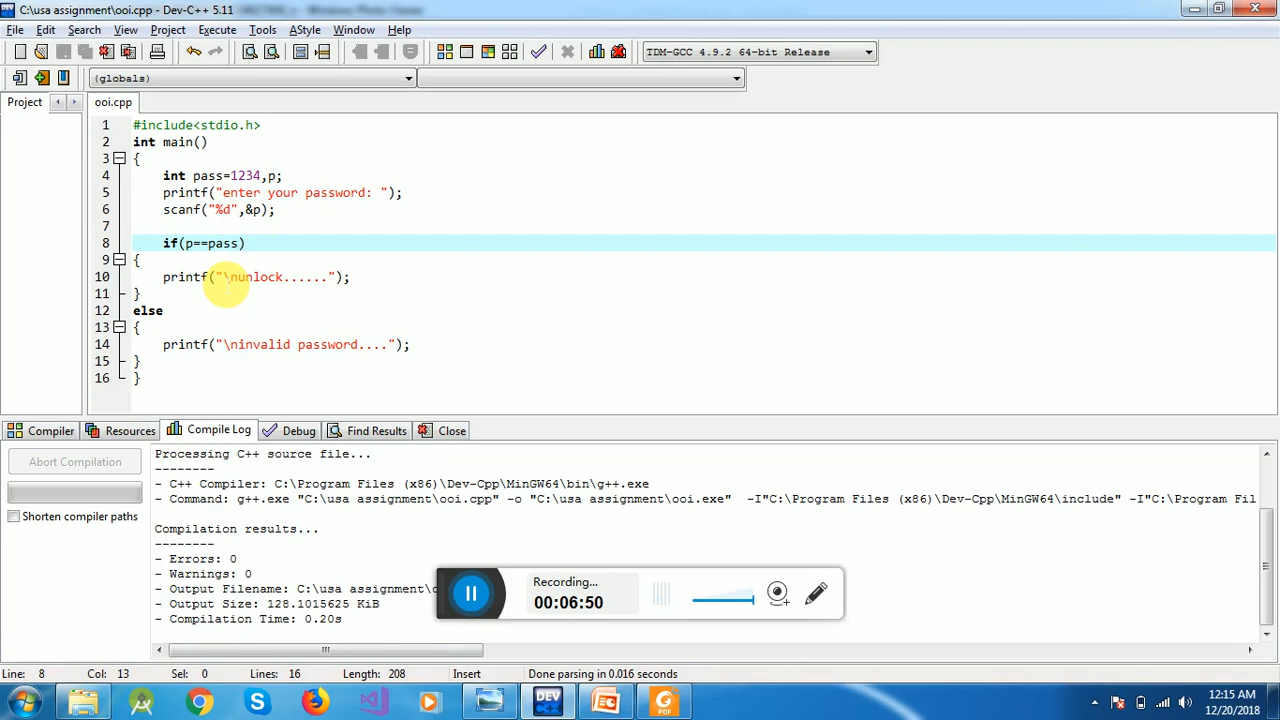 C:\usa assignment\ooi.cpp - Dev-C++ 5.11
File Edit Search View Project Execute Tools AStyle Window Help
TDM-GCC 4.9.2 64-bit Release
(globals)
Project ooi.cpp
1 #include<stdio.h>
2 int main()
3 {
4 int pass=1234,p;
5 printf("enter your password: ");
6 scanf("%d",&p);
7
8 if(p==pass)
9 {
10 printf("\nunlock......");
11 }
12 else
13 {
14 printf("\ninvalid password....");
15 }
16 }
Compiler Resources Compile Log Debug Find Results Close
Abort Compilation
Shorten compiler paths
Processing C++ source file...
--------
- C++ Compiler: C:\Program Files (x86)\Dev-Cpp\MinGW64\bin\g++.exe
- Command: g++.exe "C:\usa assignment\ooi.cpp" -o "C:\usa assignment\ooi.exe" -I"C:\Program Files (x86)\Dev-Cpp\MinGW64\include" -I"C:\Program Fil
Compilation results...
--------
- Errors: 0
- Warnings: 0
- Output Filename: C:\usa assignment\
- Output Size: 128.1015625 KiB
- Compilation Time: 0.20s
Recording...
00:06:50
Line: 8 Col: 13 Sel: 0 Lines: 16 Length: 208 Insert Done parsing in 0.016 seconds
DEV C++
PDF
12:15 AM
12/20/2018